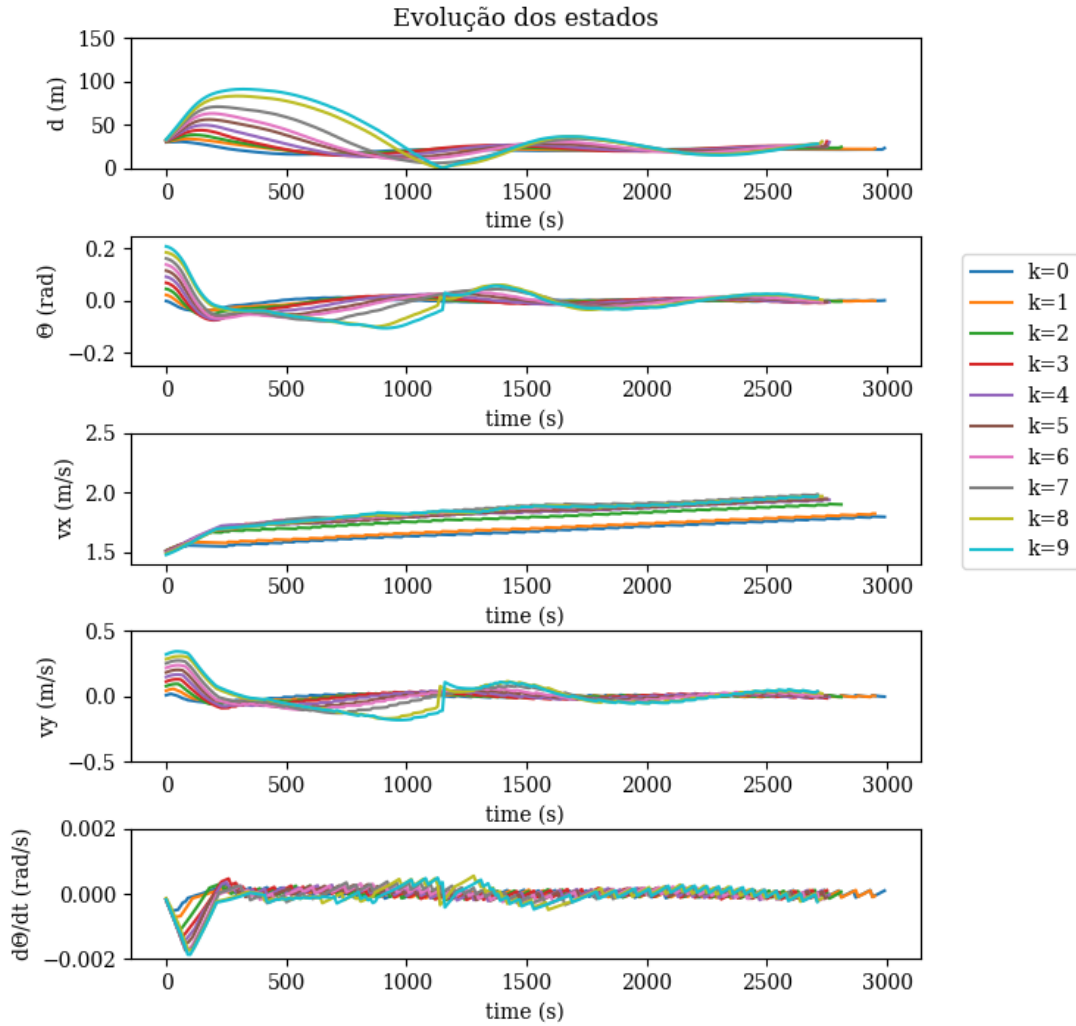 Evolução dos estados
150
100
50
0
d (m)
0 500 1000 1500 2000 2500 3000
time (s)
0.2
0.0
−0.2
Θ (rad)
0 500 1000 1500 2000 2500 3000
time (s)
2.5
2.0
1.5
vx (m/s)
0 500 1000 1500 2000 2500 3000
time (s)
0.5
0.0
−0.5
vy (m/s)
0 500 1000 1500 2000 2500 3000
time (s)
0.002
0.000
−0.002
dΘ/dt (rad/s)
0 500 1000 1500 2000 2500 3000
time (s)
k=0
k=1
k=2
k=3
k=4
k=5
k=6
k=7
k=8
k=9